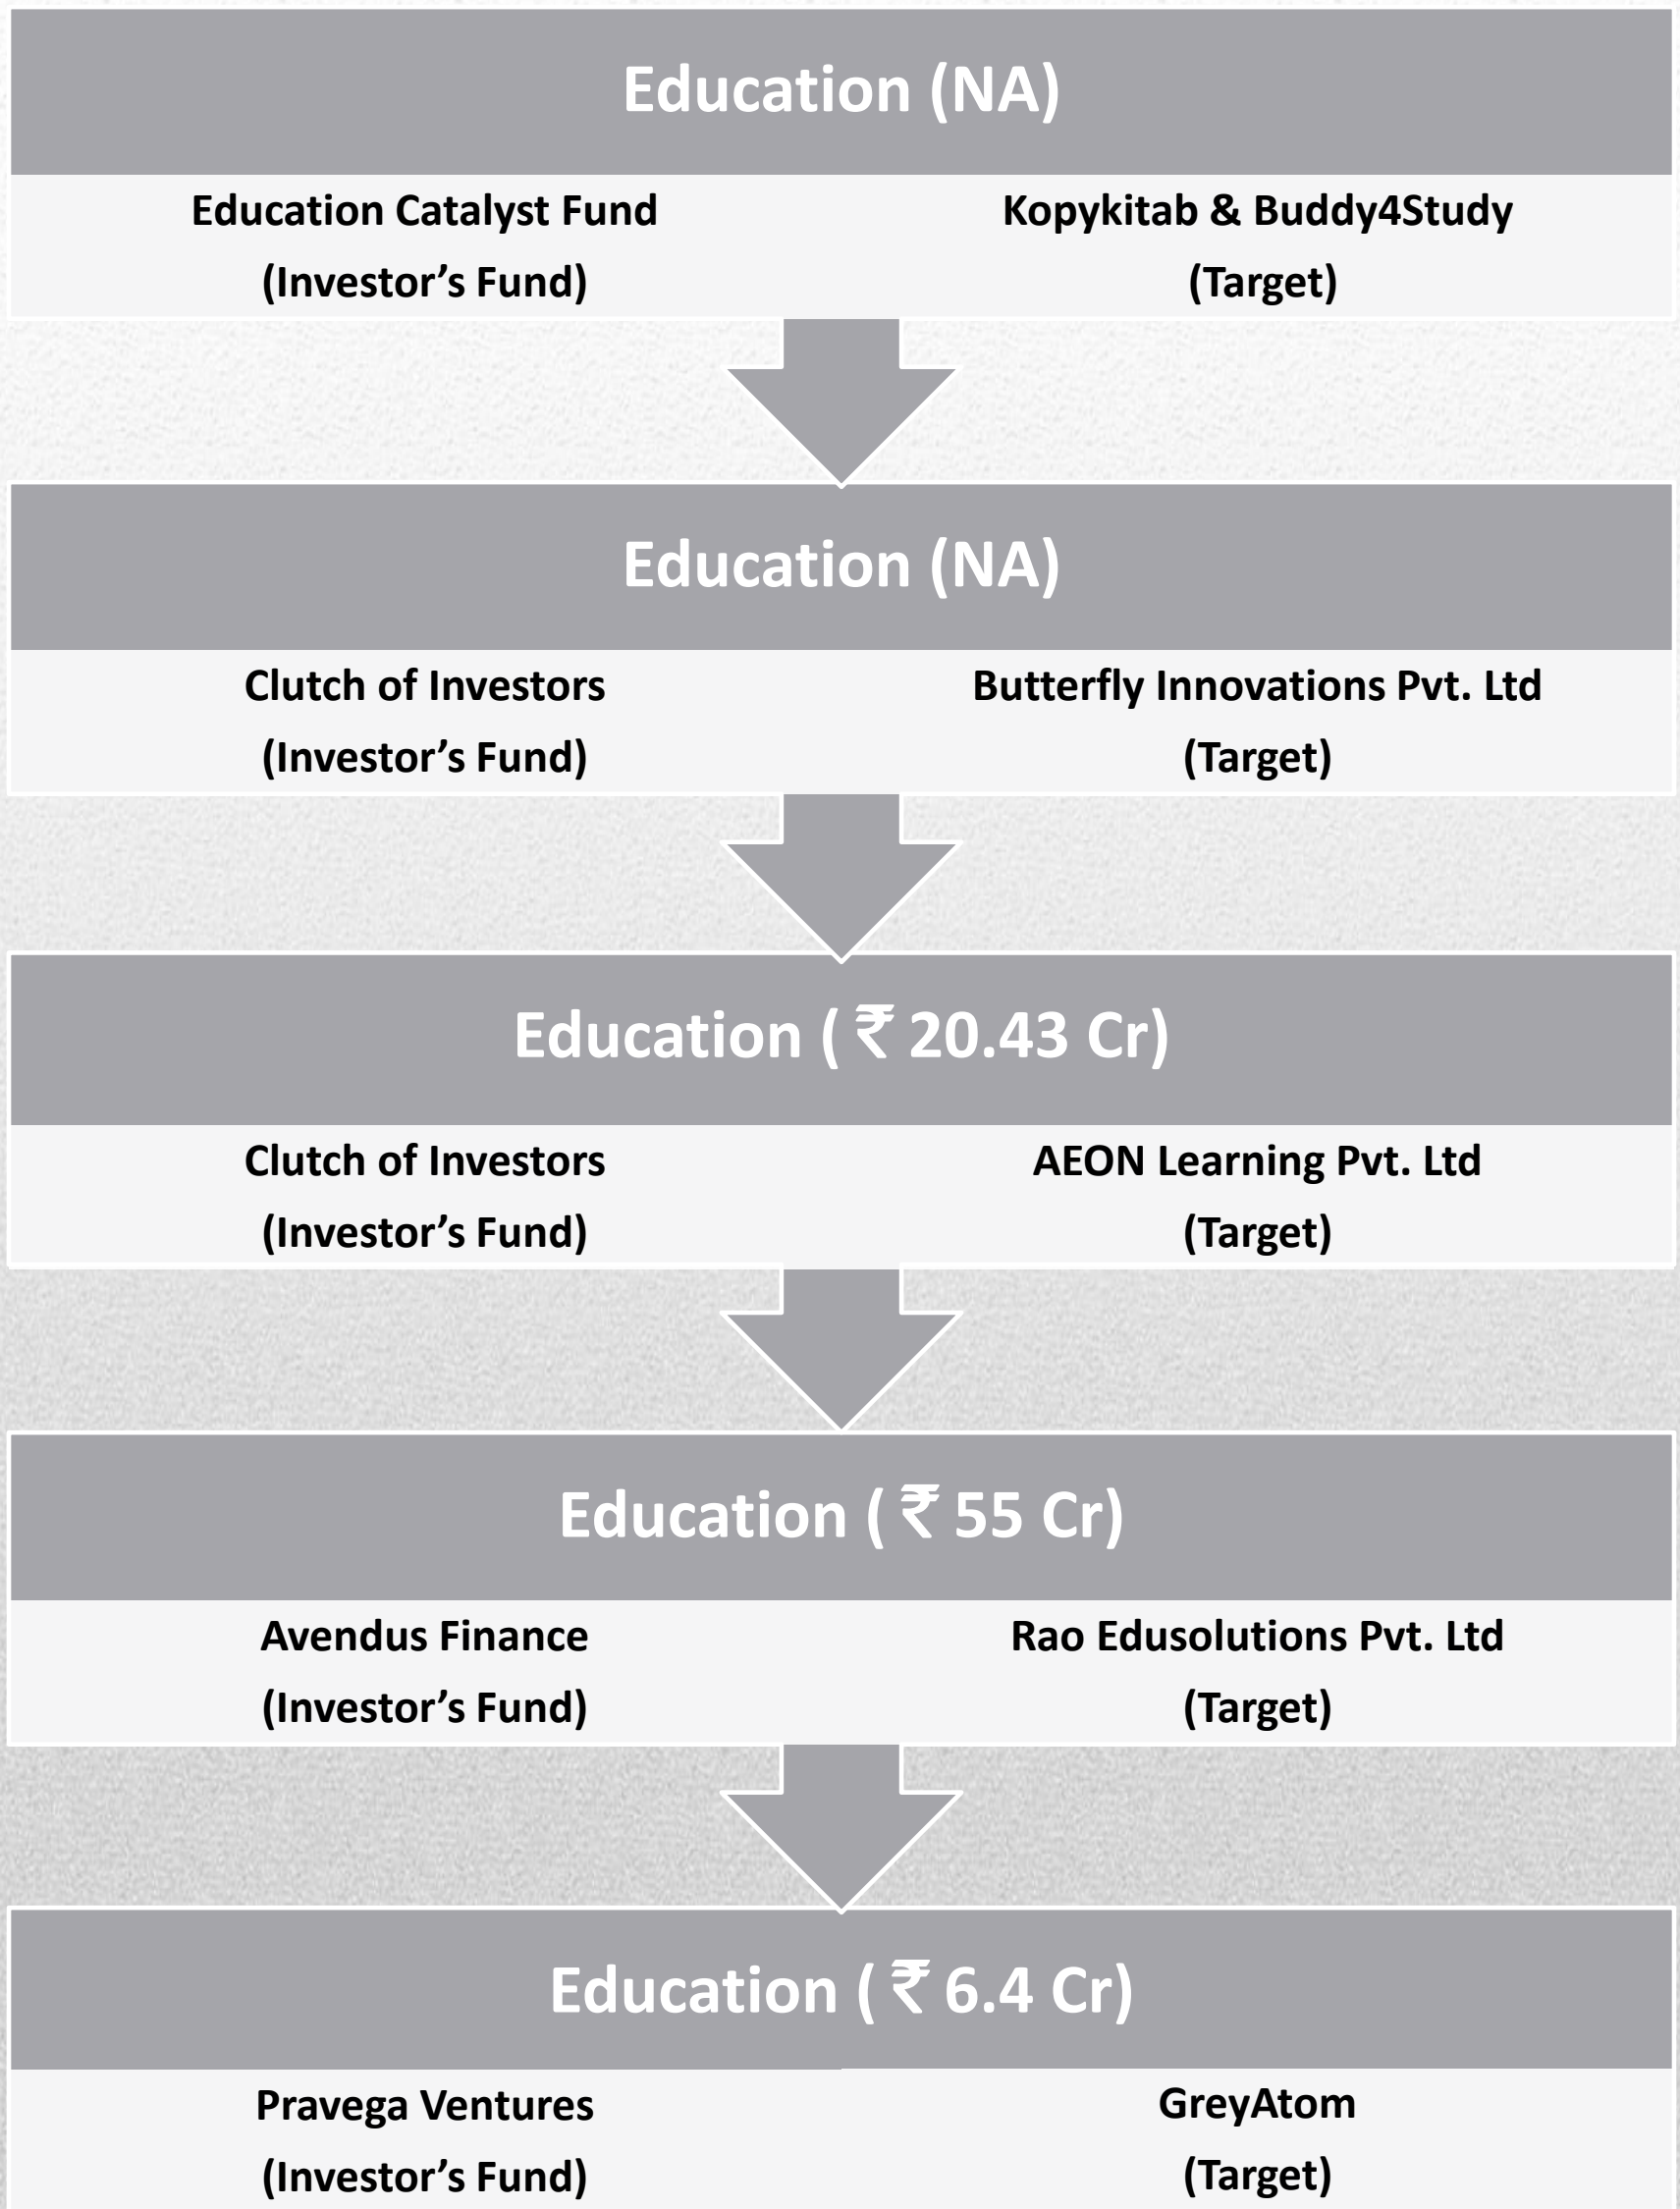 Education (NA)
Education Catalyst Fund
(Investor’s Fund)
Kopykitab & Buddy4Study
(Target)
Education (NA)
Clutch of Investors
(Investor’s Fund)
Butterfly Innovations Pvt. Ltd
(Target)
Education ( ₹ 20.43 Cr)
Clutch of Investors
(Investor’s Fund)
AEON Learning Pvt. Ltd
(Target)
Education ( ₹ 55 Cr)
Avendus Finance
(Investor’s Fund)
Rao Edusolutions Pvt. Ltd
(Target)
Education ( ₹ 6.4 Cr)
Pravega Ventures
(Investor’s Fund)
GreyAtom
(Target)